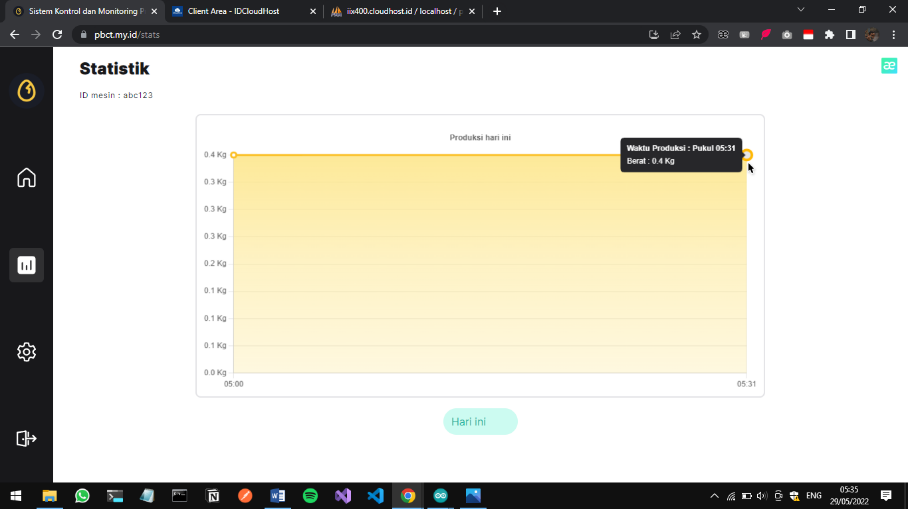 Sistem Kontrol dan Monitoring P
Client Area - IDCloudHost
iix400.cloudhost.id / localhost / p
pbct.my.id/stats
Statistik
æ
ID mesin : abc123
Produksi hari ini
Waktu Produksi : Pukul 05:31
Berat : 0.4 Kg
0.4 Kg
0.3 Kg
0.3 Kg
0.3 Kg
0.2 Kg
0.1 Kg
0.1 Kg
0.1 Kg
0.0 Kg
05:00
05:31
Hari ini
ENG
05:35
29/05/2022